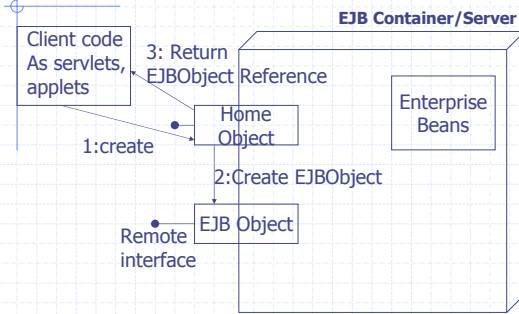 EJB Container/Server
Client code
As servlets,
applets
3: Return
EJBObject Reference
Enterprise
Beans
Home
Object
1:create
2:Create EJBObject
EJB Object
Remote
interface